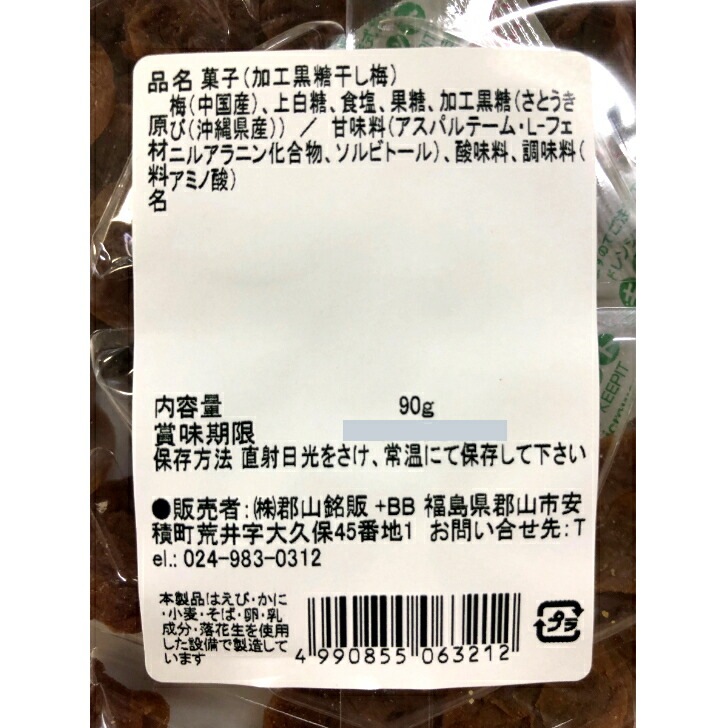 品名 菓子(加工黒糖干し梅)
原材料名
梅(中国産)、上白糖、食塩、果糖、加工黒糖(さとうき
び(沖縄県産)) / 甘味料(アスパルテーム・L-フェ
ニルアラニン化合物、ソルビトール)、酸味料、調味料(
アミノ酸)
内容量 90g
賞味期限
保存方法 直射日光をさけ、常温にて保存して下さい
●販売者:(株)郡山銘販 +BB 福島県郡山市安
積町荒井字大久保45番地1 お問い合せ先:T
el.: 024-983-0312
本製品はえび・かに
・小麦・そば・卵・乳
成分・落花生を使用
した設備で製造して
います
4 990855 063212
プラ
KEEPIT